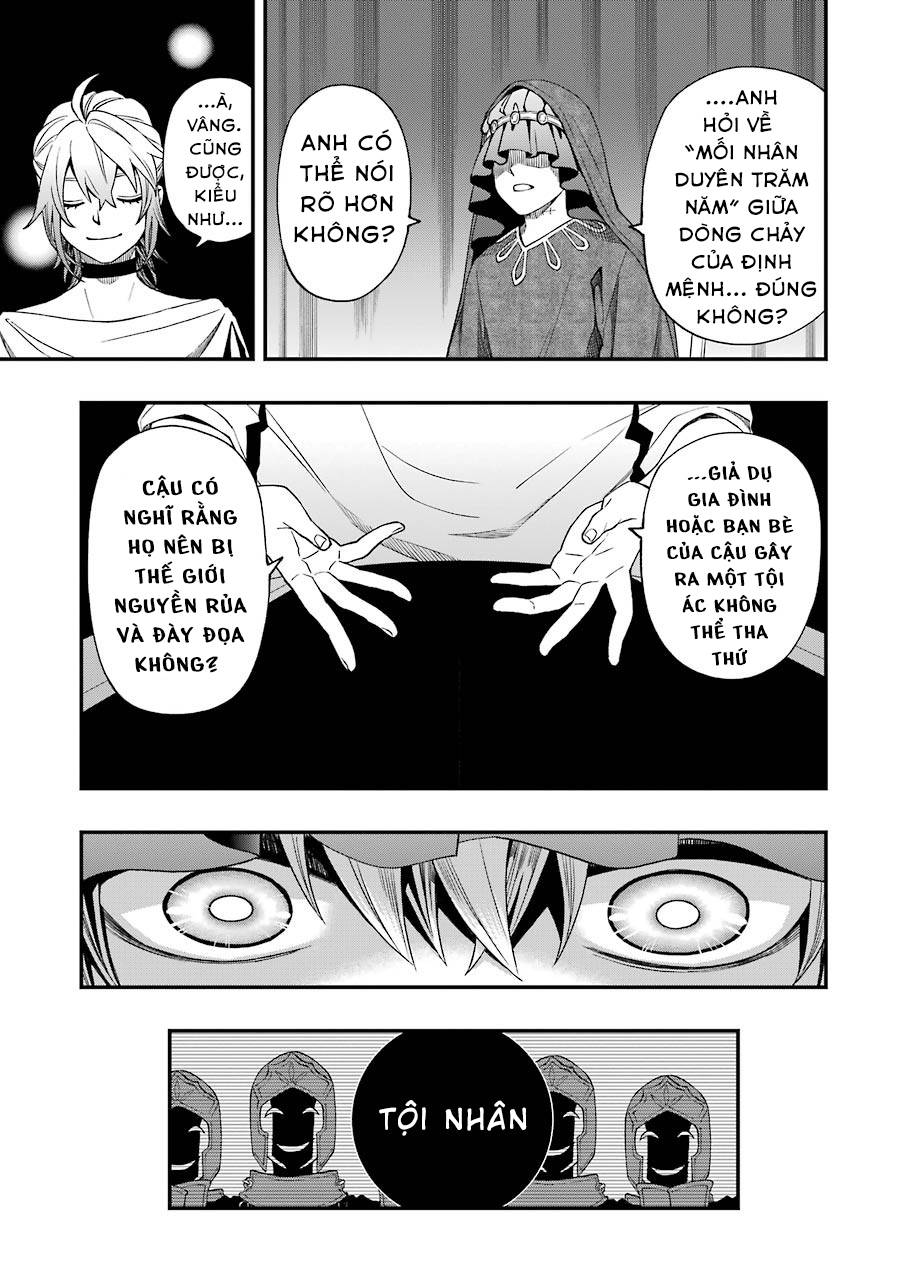 ....ANH
HỎI VỀ
“MỐI NHÂN
DUYÊN TRĂM
NĂM” GIỮA
DÒNG CHẢY
CỦA ĐỊNH
MỆNH... ĐÚNG
KHÔNG?
ANH CÓ
THỂ NÓI
RÕ HƠN
KHÔNG?
...À,
VÂNG.
CŨNG
ĐƯỢC,
KIỂU
NHƯ...
...GIẢ DỤ
GIA ĐÌNH
HOẶC BẠN BÈ
CỦA CẬU GÂY
RA MỘT TỘI
ÁC KHÔNG
THỂ THA
THỨ
CẬU CÓ
NGHĨ RẰNG
HỌ NÊN BỊ
THẾ GIỚI
NGUYỀN RỦA
VÀ ĐÀY ĐỌA
KHÔNG?
TỘI NHÂN